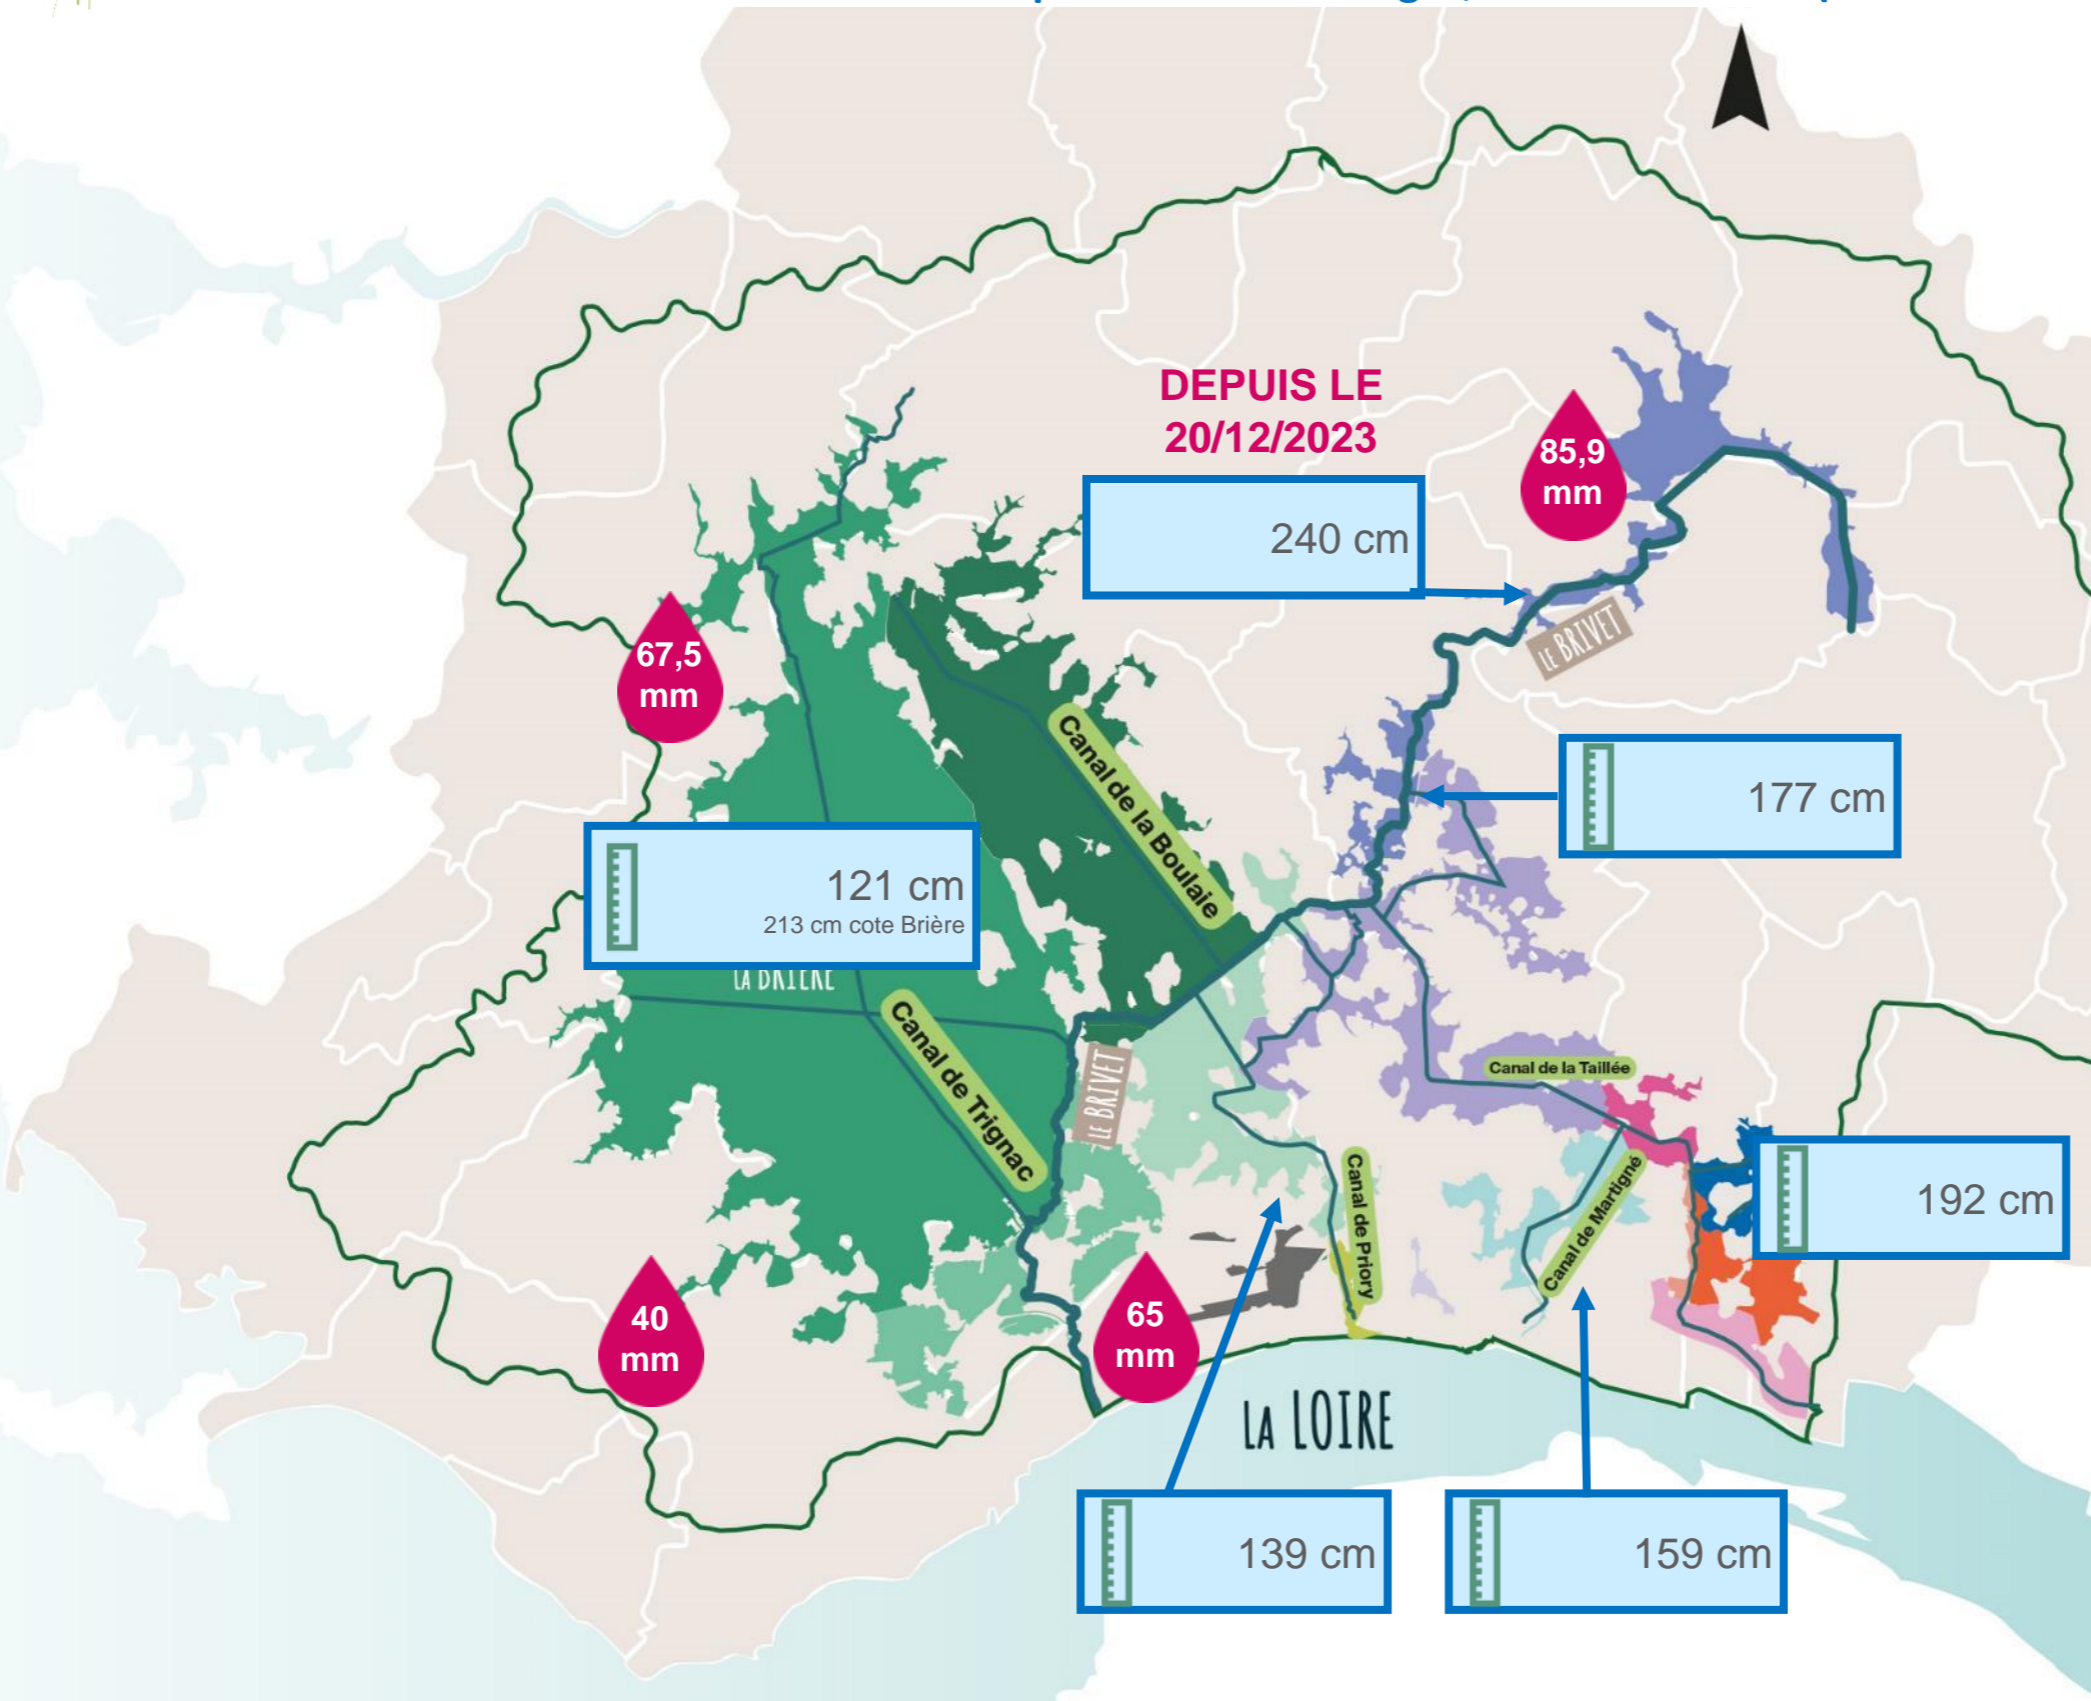 DEPUIS LE
20/12/2023
85,9
mm
240 cm
LE BRIVET
67,5
mm
Canal de la Boulaie
177 cm
121 cm
213 cm cote Brière
LA BRIÈRE
Canal de Trignac
LE BRIVET
Canal de la Taillée
Canal de Priory
Canal de Martigné
192 cm
40
mm
65
mm
LA LOIRE
139 cm
159 cm